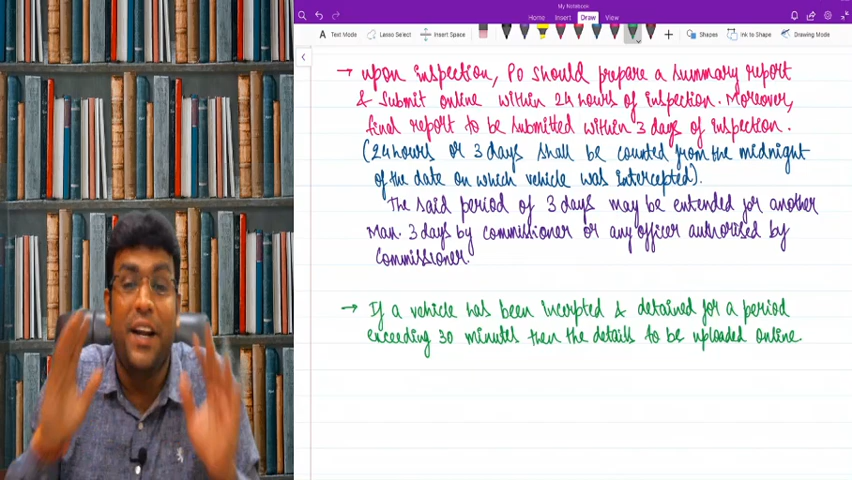 My Notebook
Home Insert Draw View
Text Mode Lasso Select Insert Space Shapes Ink to Shape Drawing Mode
→ upon inspection, PO should prepare a summary report
& submit online within 24 hours of inspection. Moreover,
final report to be submitted within 3 days of inspection.
(24 hours or 3 days shall be counted from the midnight
of the date on which vehicle was intercepted).
The said period of 3 days may be extended for another
Max. 3 days by commissioner or any officer authorised by
Commissioner.
→ If a vehicle has been incerpted & detained for a period
exceeding 30 minutes then the details to be uploaded online.